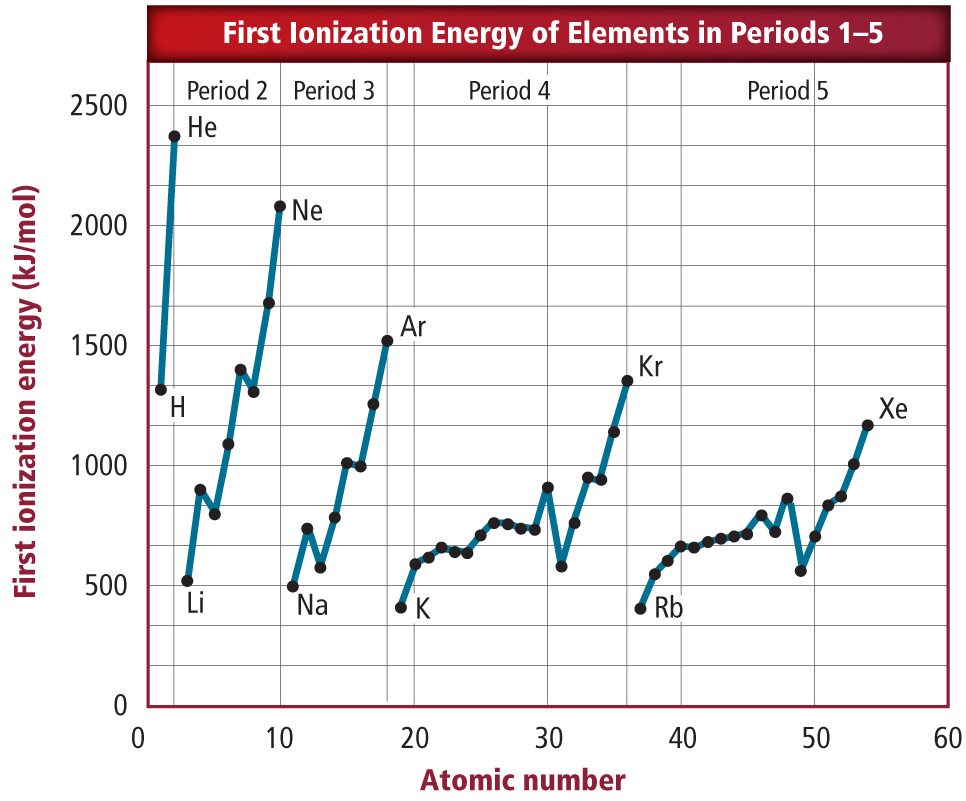 First Ionization Energy of Elements in Periods 1–5
Period 2
Period 3
Period 4
Period 5
2500
2000
1500
1000
500
0
First ionization energy (kJ/mol)
He
Ne
Ar
Kr
Xe
H
Li
Na
K
Rb
0
10
20
30
40
50
60
Atomic number